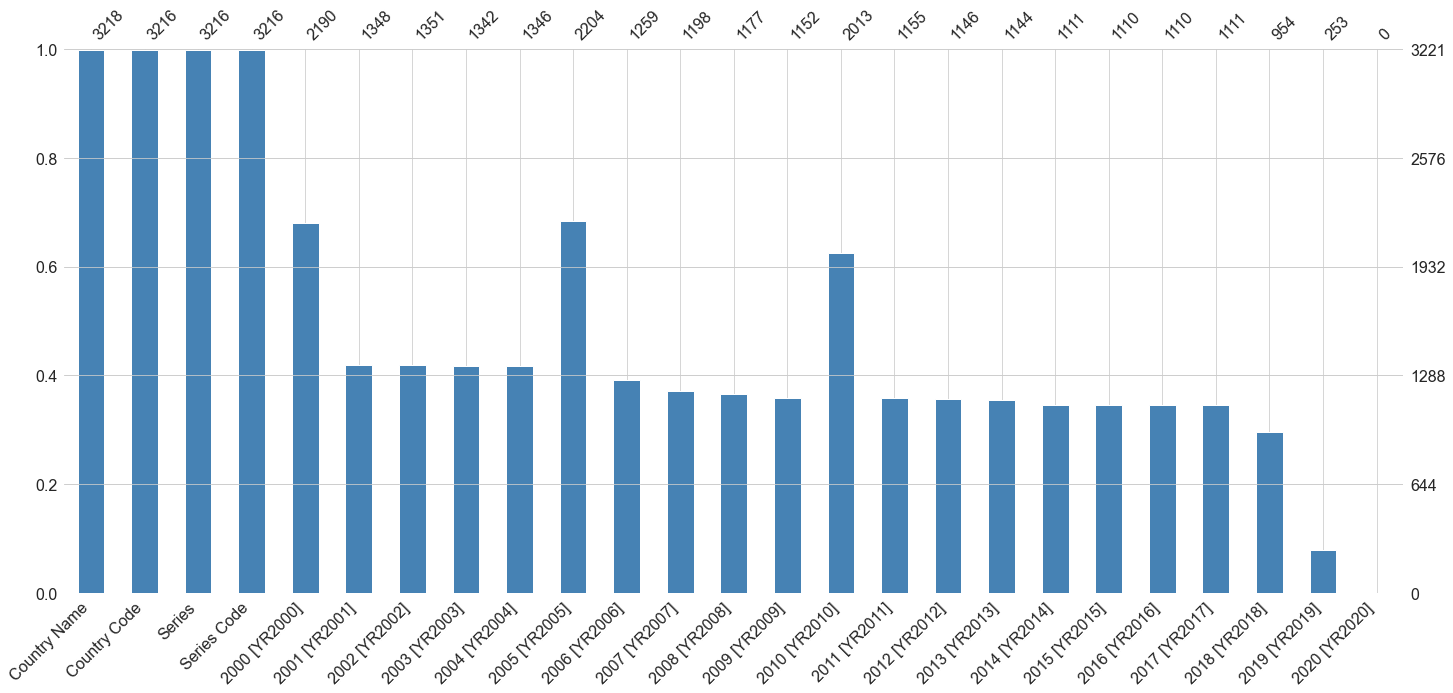 3218 3216 3216 3216 2190 1348 1351 1342 1346 2204 1259 1198 1177 1152 2013 1155 1146 1144 1111 1110 1110 1111 954 253 0
1.0 3221
0.8 2576
0.6 1932
0.4 1288
0.2 644
0.0 0
Country Name
Country Code
Series
Series Code
2000 [YR2000]
2001 [YR2001]
2002 [YR2002]
2003 [YR2003]
2004 [YR2004]
2005 [YR2005]
2006 [YR2006]
2007 [YR2007]
2008 [YR2008]
2009 [YR2009]
2010 [YR2010]
2011 [YR2011]
2012 [YR2012]
2013 [YR2013]
2014 [YR2014]
2015 [YR2015]
2016 [YR2016]
2017 [YR2017]
2018 [YR2018]
2019 [YR2019]
2020 [YR2020]